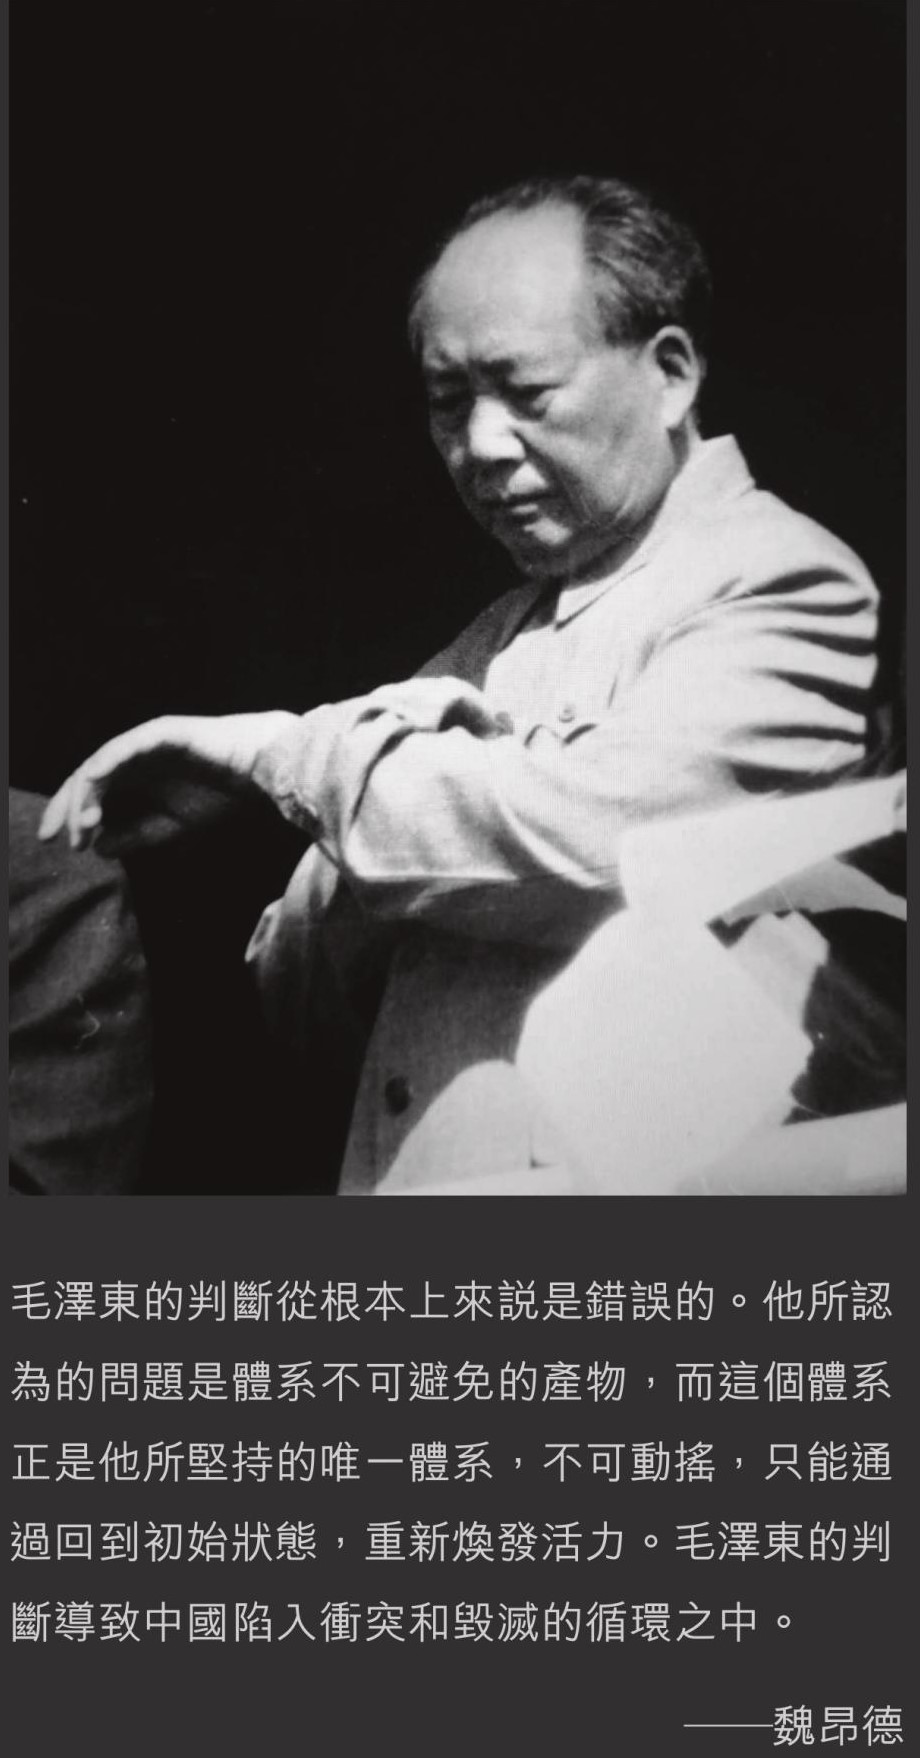 毛澤東的判斷從根本上來説是錯誤的。他所認
為的問題是體系不可避免的產物，而這個體系
正是他所堅持的唯一體系，不可動搖，只能通
過回到初始狀態，重新煥發活力。毛澤東的判
斷導致中國陷入衝突和毀滅的循環之中。
——魏昂德